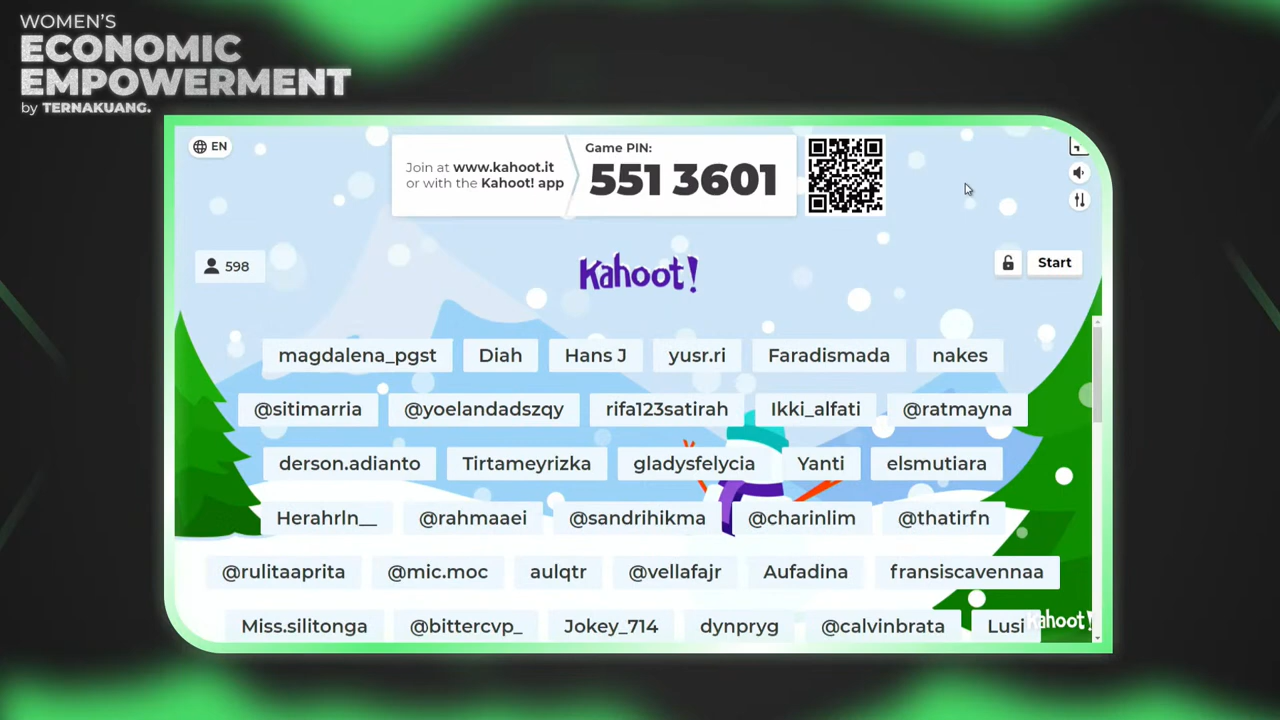 WOMEN'S
ECONOMIC
EMPOWERMENT
by TERNAKUANG.
EN
Join at www.kahoot.it
or with the Kahoot! app
Game PIN:
551 3601
598
Kahoot!
Start
magdalena_pgst Diah Hans J yusr.ri Faradismada nakes
@sitimarria @yoelandadszqy rifa123satirah Ikki_alfati @ratmayna
derson.adianto Tirtameyrizka gladysfelycia Yanti elsmutiara
Herahrln__ @rahmaaei @sandrihikma @charinlim @thatirfn
@rulitaaprita @mic.moc aulqtr @vellafajr Aufadina fransiscavennaa
Miss.silitonga @bittercvp_ Jokey_714 dynpryg @calvinbrata Lusi
Kahoot!